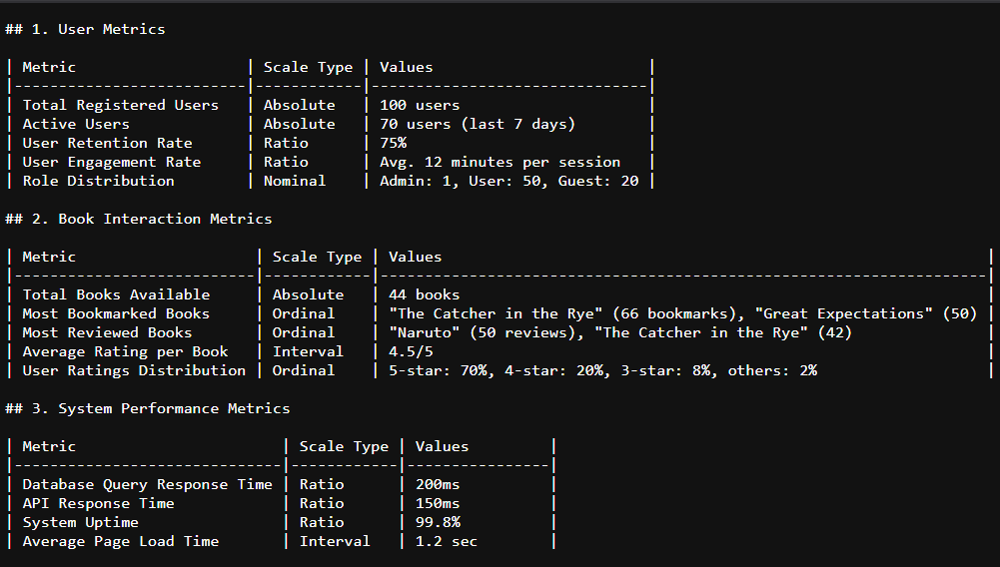 ## 1. User Metrics
| Metric                  | Scale Type | Values                       |
|-------------------------|------------|------------------------------|
| Total Registered Users  | Absolute   | 100 users                    |
| Active Users            | Absolute   | 70 users (last 7 days)       |
| User Retention Rate     | Ratio      | 75%                          |
| User Engagement Rate    | Ratio      | Avg. 12 minutes per session  |
| Role Distribution       | Nominal    | Admin: 1, User: 50, Guest: 20 |
## 2. Book Interaction Metrics
| Metric                   | Scale Type | Values                                                            |
|--------------------------|------------|-------------------------------------------------------------------|
| Total Books Available    | Absolute   | 44 books                                                          |
| Most Bookmarked Books    | Ordinal    | "The Catcher in the Rye" (66 bookmarks), "Great Expectations" (50) |
| Most Reviewed Books      | Ordinal    | "Naruto" (50 reviews), "The Catcher in the Rye" (42)              |
| Average Rating per Book  | Interval   | 4.5/5                                                             |
| User Ratings Distribution | Ordinal    | 5-star: 70%, 4-star: 20%, 3-star: 8%, others: 2%                  |
## 3. System Performance Metrics
| Metric                      | Scale Type | Values         |
|-----------------------------|------------|----------------|
| Database Query Response Time | Ratio      | 200ms          |
| API Response Time           | Ratio      | 150ms          |
| System Uptime               | Ratio      | 99.8%          |
| Average Page Load Time      | Interval   | 1.2 sec        |